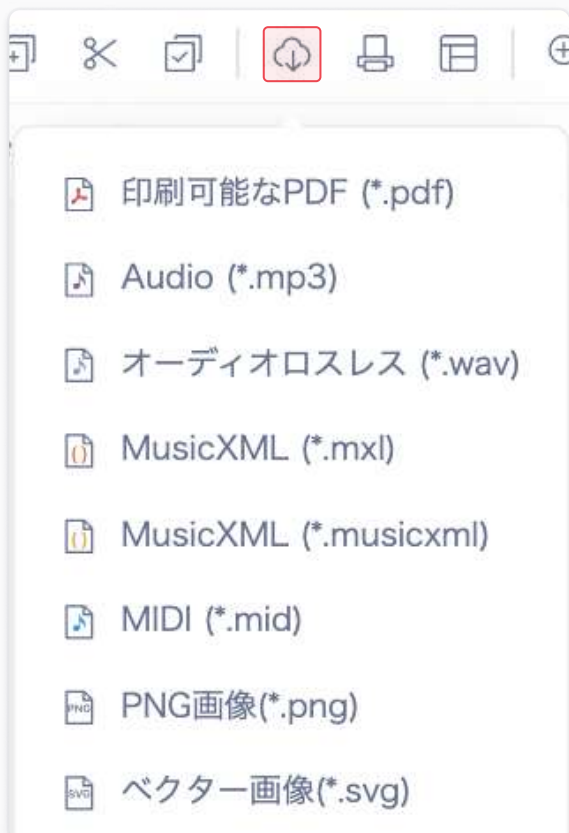 印刷可能なPDF (*.pdf)
Audio (*.mp3)
オーディオロスレス (*.wav)
MusicXML (*.mxl)
MusicXML (*.musicxml)
MIDI (*.mid)
PNG
PNG画像(*.png)
SVG
ベクター画像(*.svg)